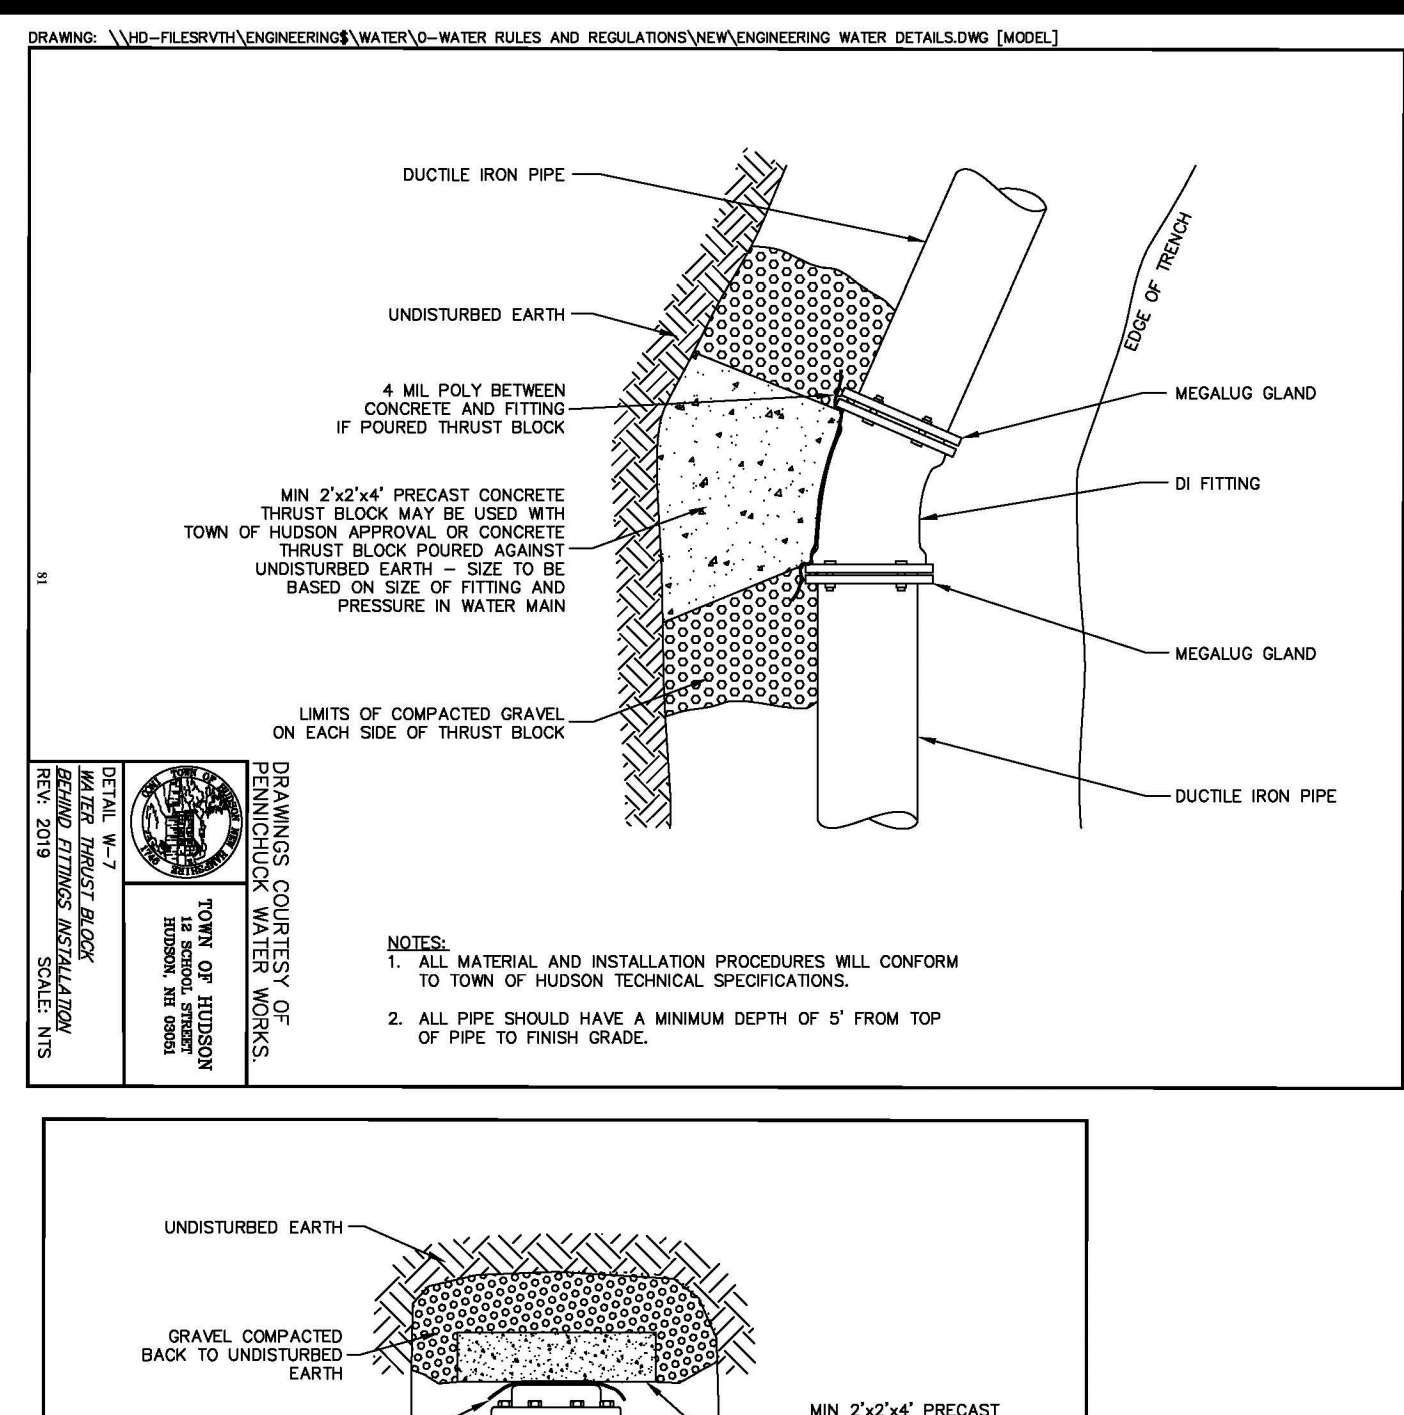 DRAWING: \\HD-FILESRVTH\ENGINEERING$\WATER\0-WATER RULES AND REGULATIONS\NEW\ENGINEERING WATER DETAILS.DWG [MODEL]
DUCTILE IRON PIPE
EDGE OF TRENCH
UNDISTURBED EARTH
4 MIL POLY BETWEEN
CONCRETE AND FITTING
IF POURED THRUST BLOCK
MEGALUG GLAND
DI FITTING
MIN 2'x2'x4' PRECAST CONCRETE
THRUST BLOCK MAY BE USED WITH
TOWN OF HUDSON APPROVAL OR CONCRETE
THRUST BLOCK POURED AGAINST
UNDISTURBED EARTH – SIZE TO BE
BASED ON SIZE OF FITTING AND
PRESSURE IN WATER MAIN
81
MEGALUG GLAND
LIMITS OF COMPACTED GRAVEL
ON EACH SIDE OF THRUST BLOCK
DUCTILE IRON PIPE
DRAWINGS COURTESY OF
PENNICHUCK WATER WORKS.
TOWN OF HUDSON NEW HAMPSHIRE
1746
TOWN OF HUDSON
12 SCHOOL STREET
HUDSON, NH 03051
DETAIL W-7
WATER THRUST BLOCK
BEHIND FITTINGS INSTALLATION
REV: 2019 SCALE: NTS
NOTES:
1. ALL MATERIAL AND INSTALLATION PROCEDURES WILL CONFORM
TO TOWN OF HUDSON TECHNICAL SPECIFICATIONS.
2. ALL PIPE SHOULD HAVE A MINIMUM DEPTH OF 5' FROM TOP
OF PIPE TO FINISH GRADE.
UNDISTURBED EARTH
GRAVEL COMPACTED
BACK TO UNDISTURBED
EARTH
MIN 2'x2'x4' PRECAST